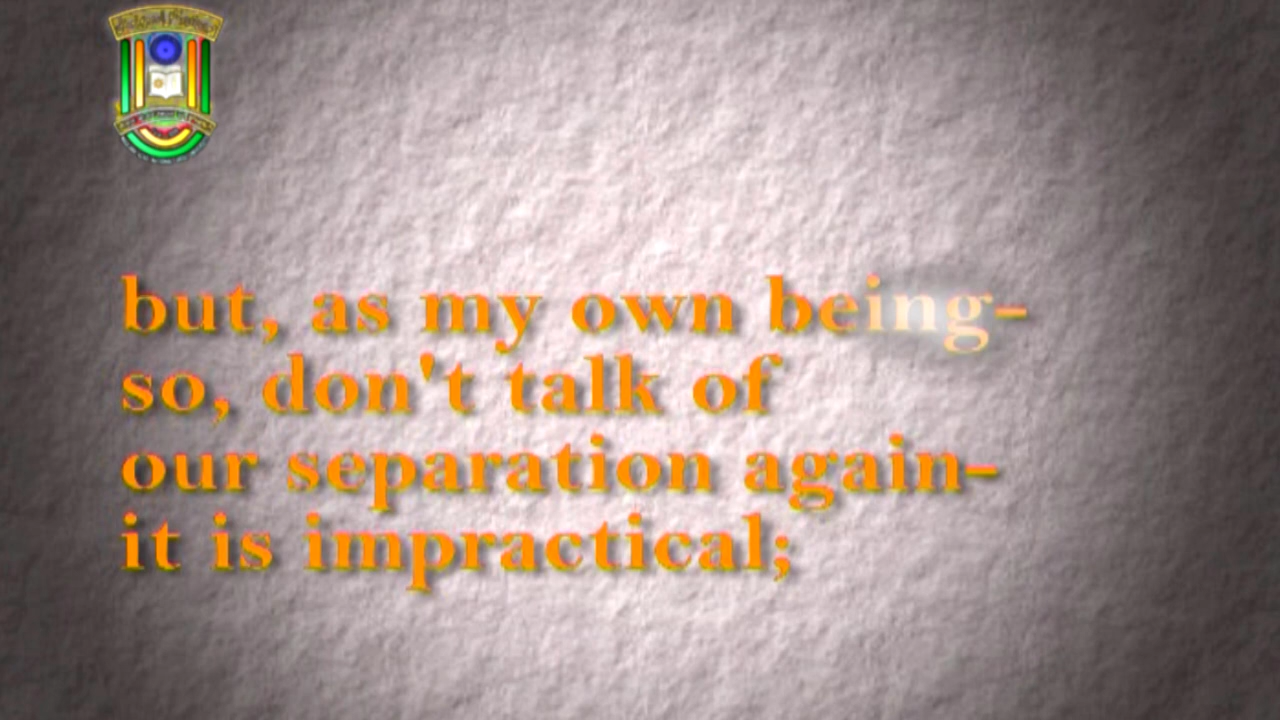 but, as my own being-
so, don't talk of
our separation again-
it is impractical;